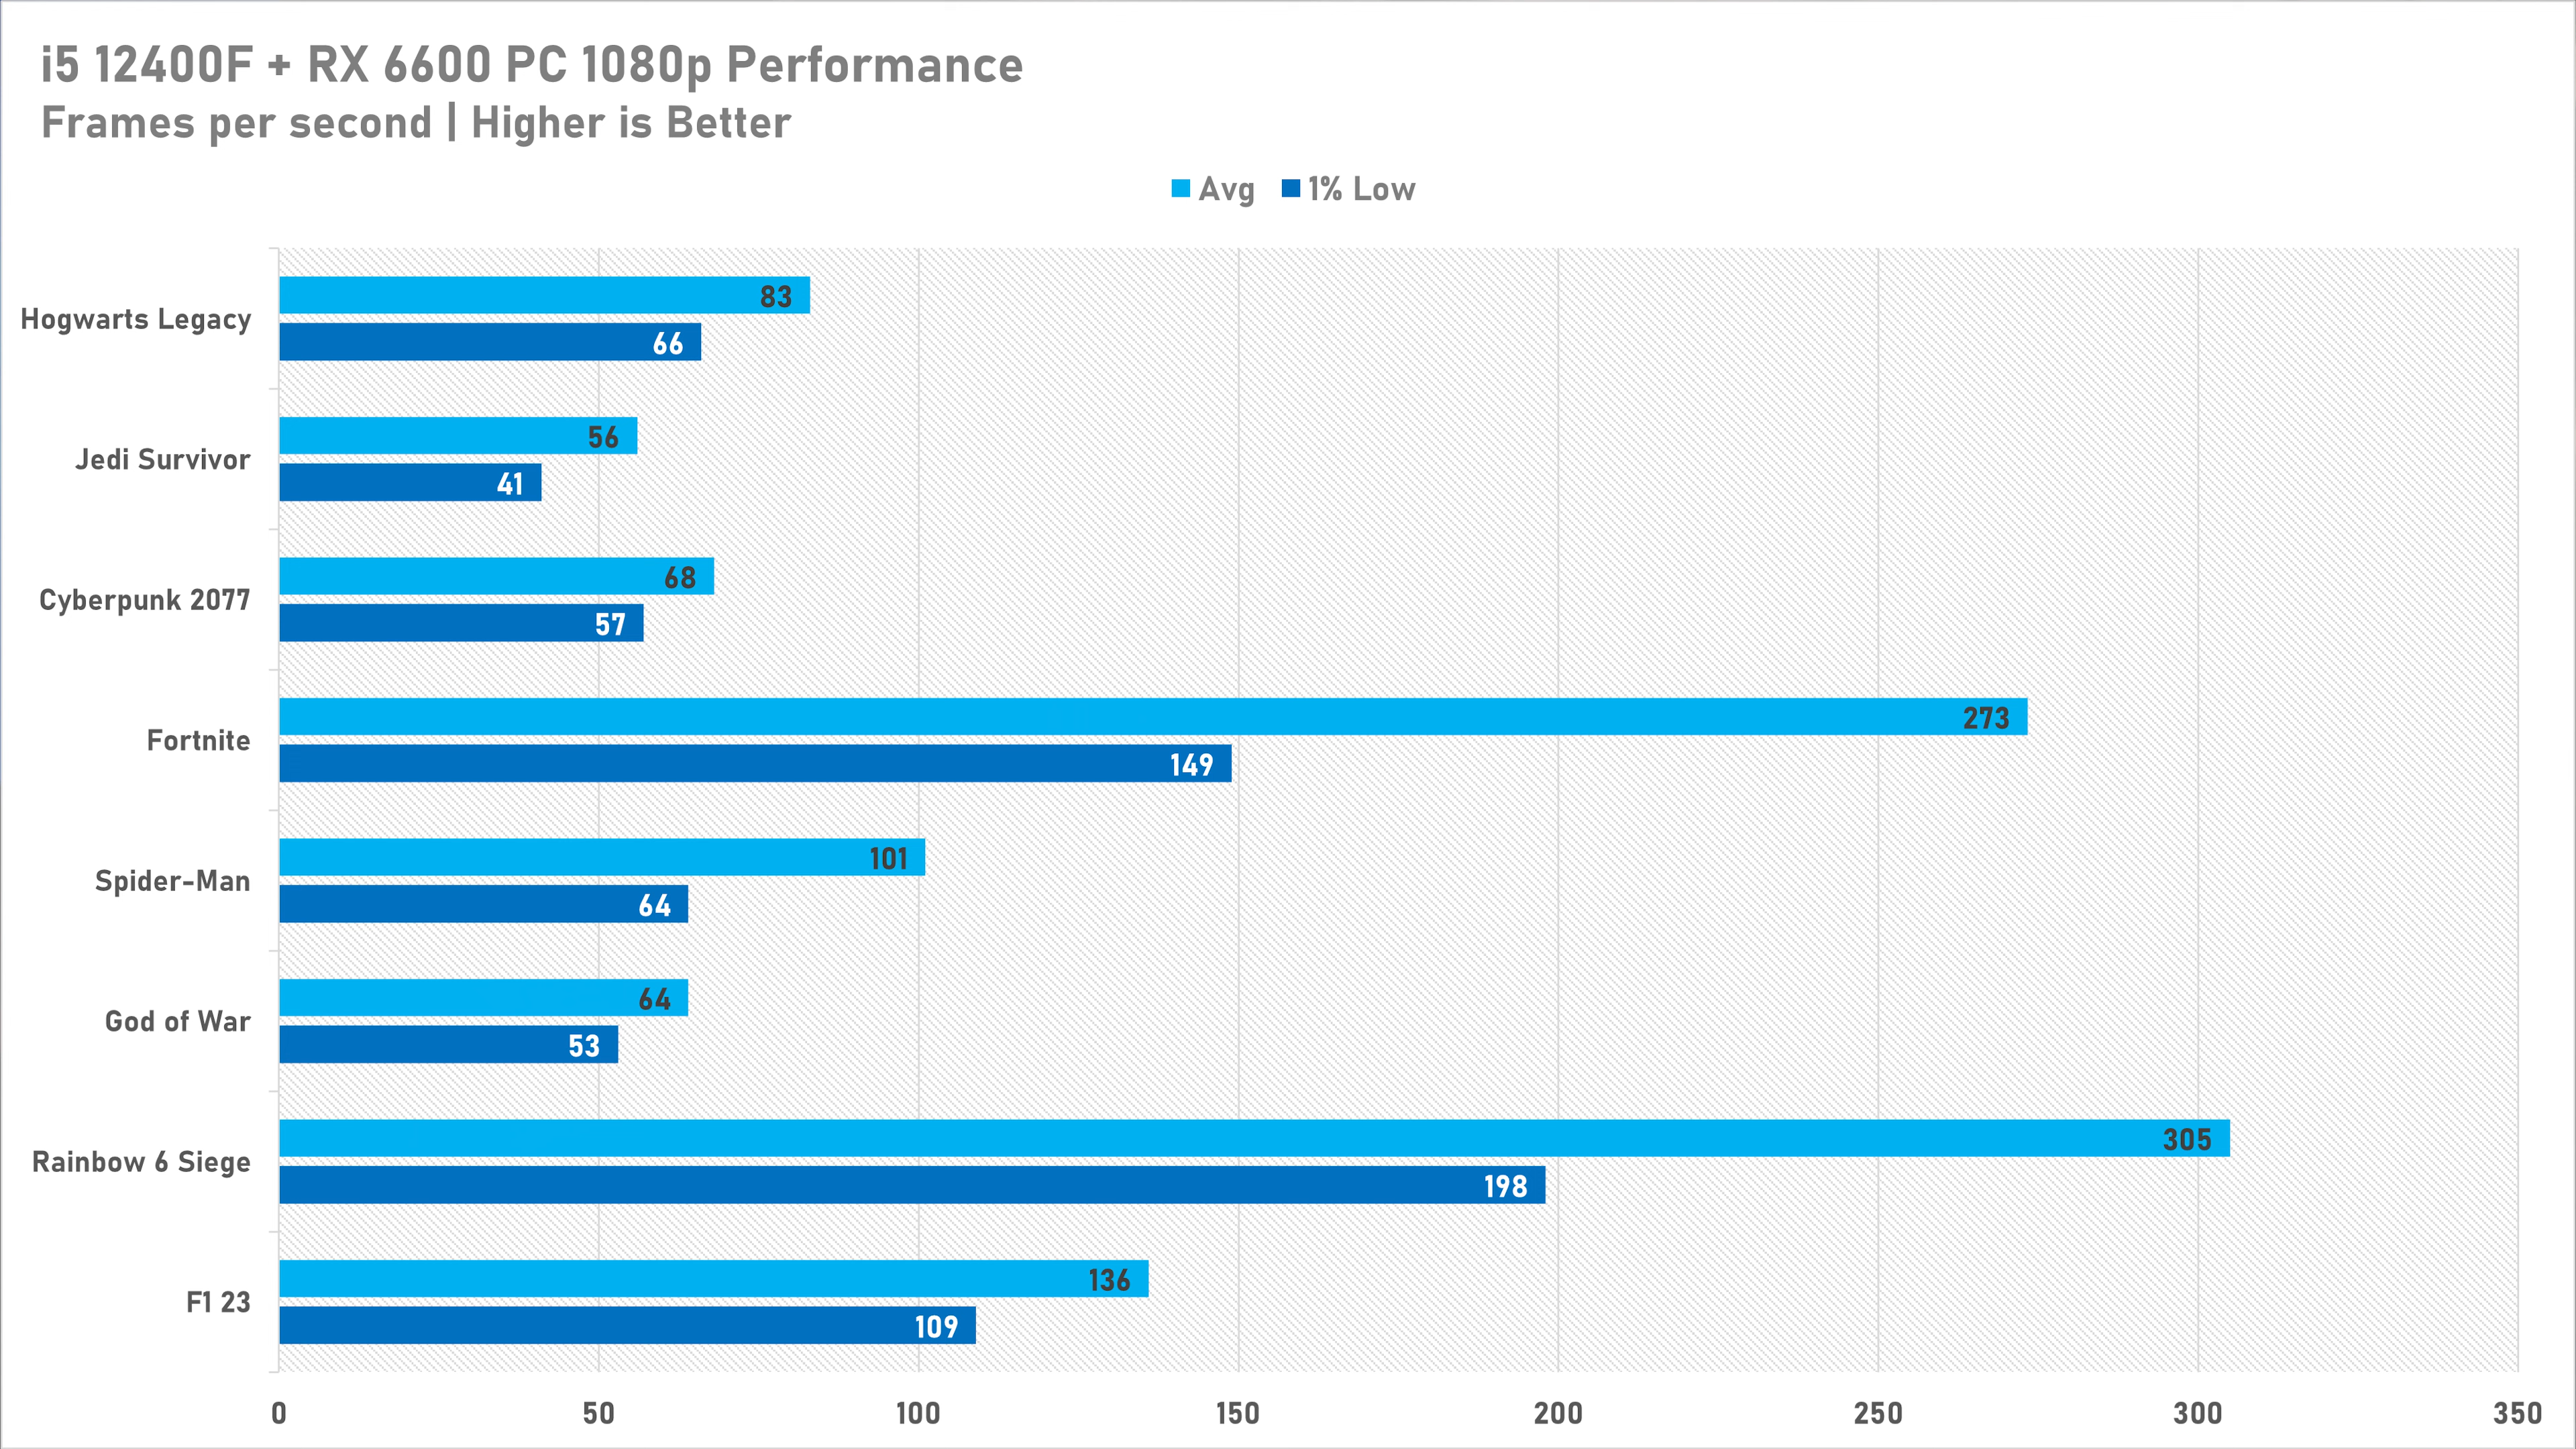 i5 12400F + RX 6600 PC 1080p Performance
Frames per second | Higher is Better
Avg 1% Low
Hogwarts Legacy
83
66
Jedi Survivor
56
41
Cyberpunk 2077
68
57
Fortnite
273
149
Spider-Man
101
64
God of War
64
53
Rainbow 6 Siege
305
198
F1 23
136
109
0 50 100 150 200 250 300 350